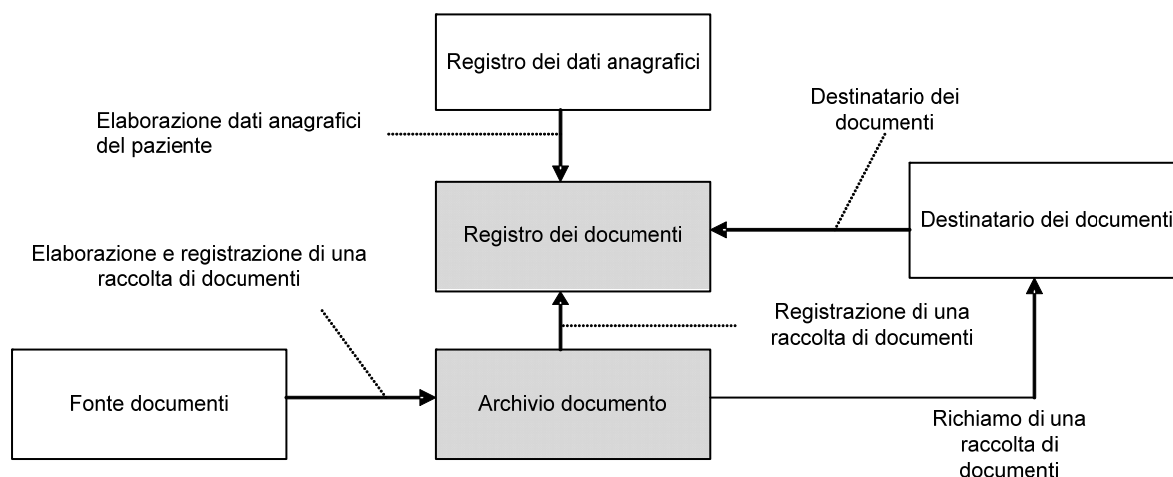 Registro dei dati anagrafici
Elaborazione dati anagrafici
del paziente
Destinatario dei
documenti
Registro dei documenti
Destinatario dei documenti
Elaborazione e registrazione di una
raccolta di documenti
Registrazione di una
raccolta di documenti
Fonte documenti
Archivio documento
Richiamo di una
raccolta di
documenti